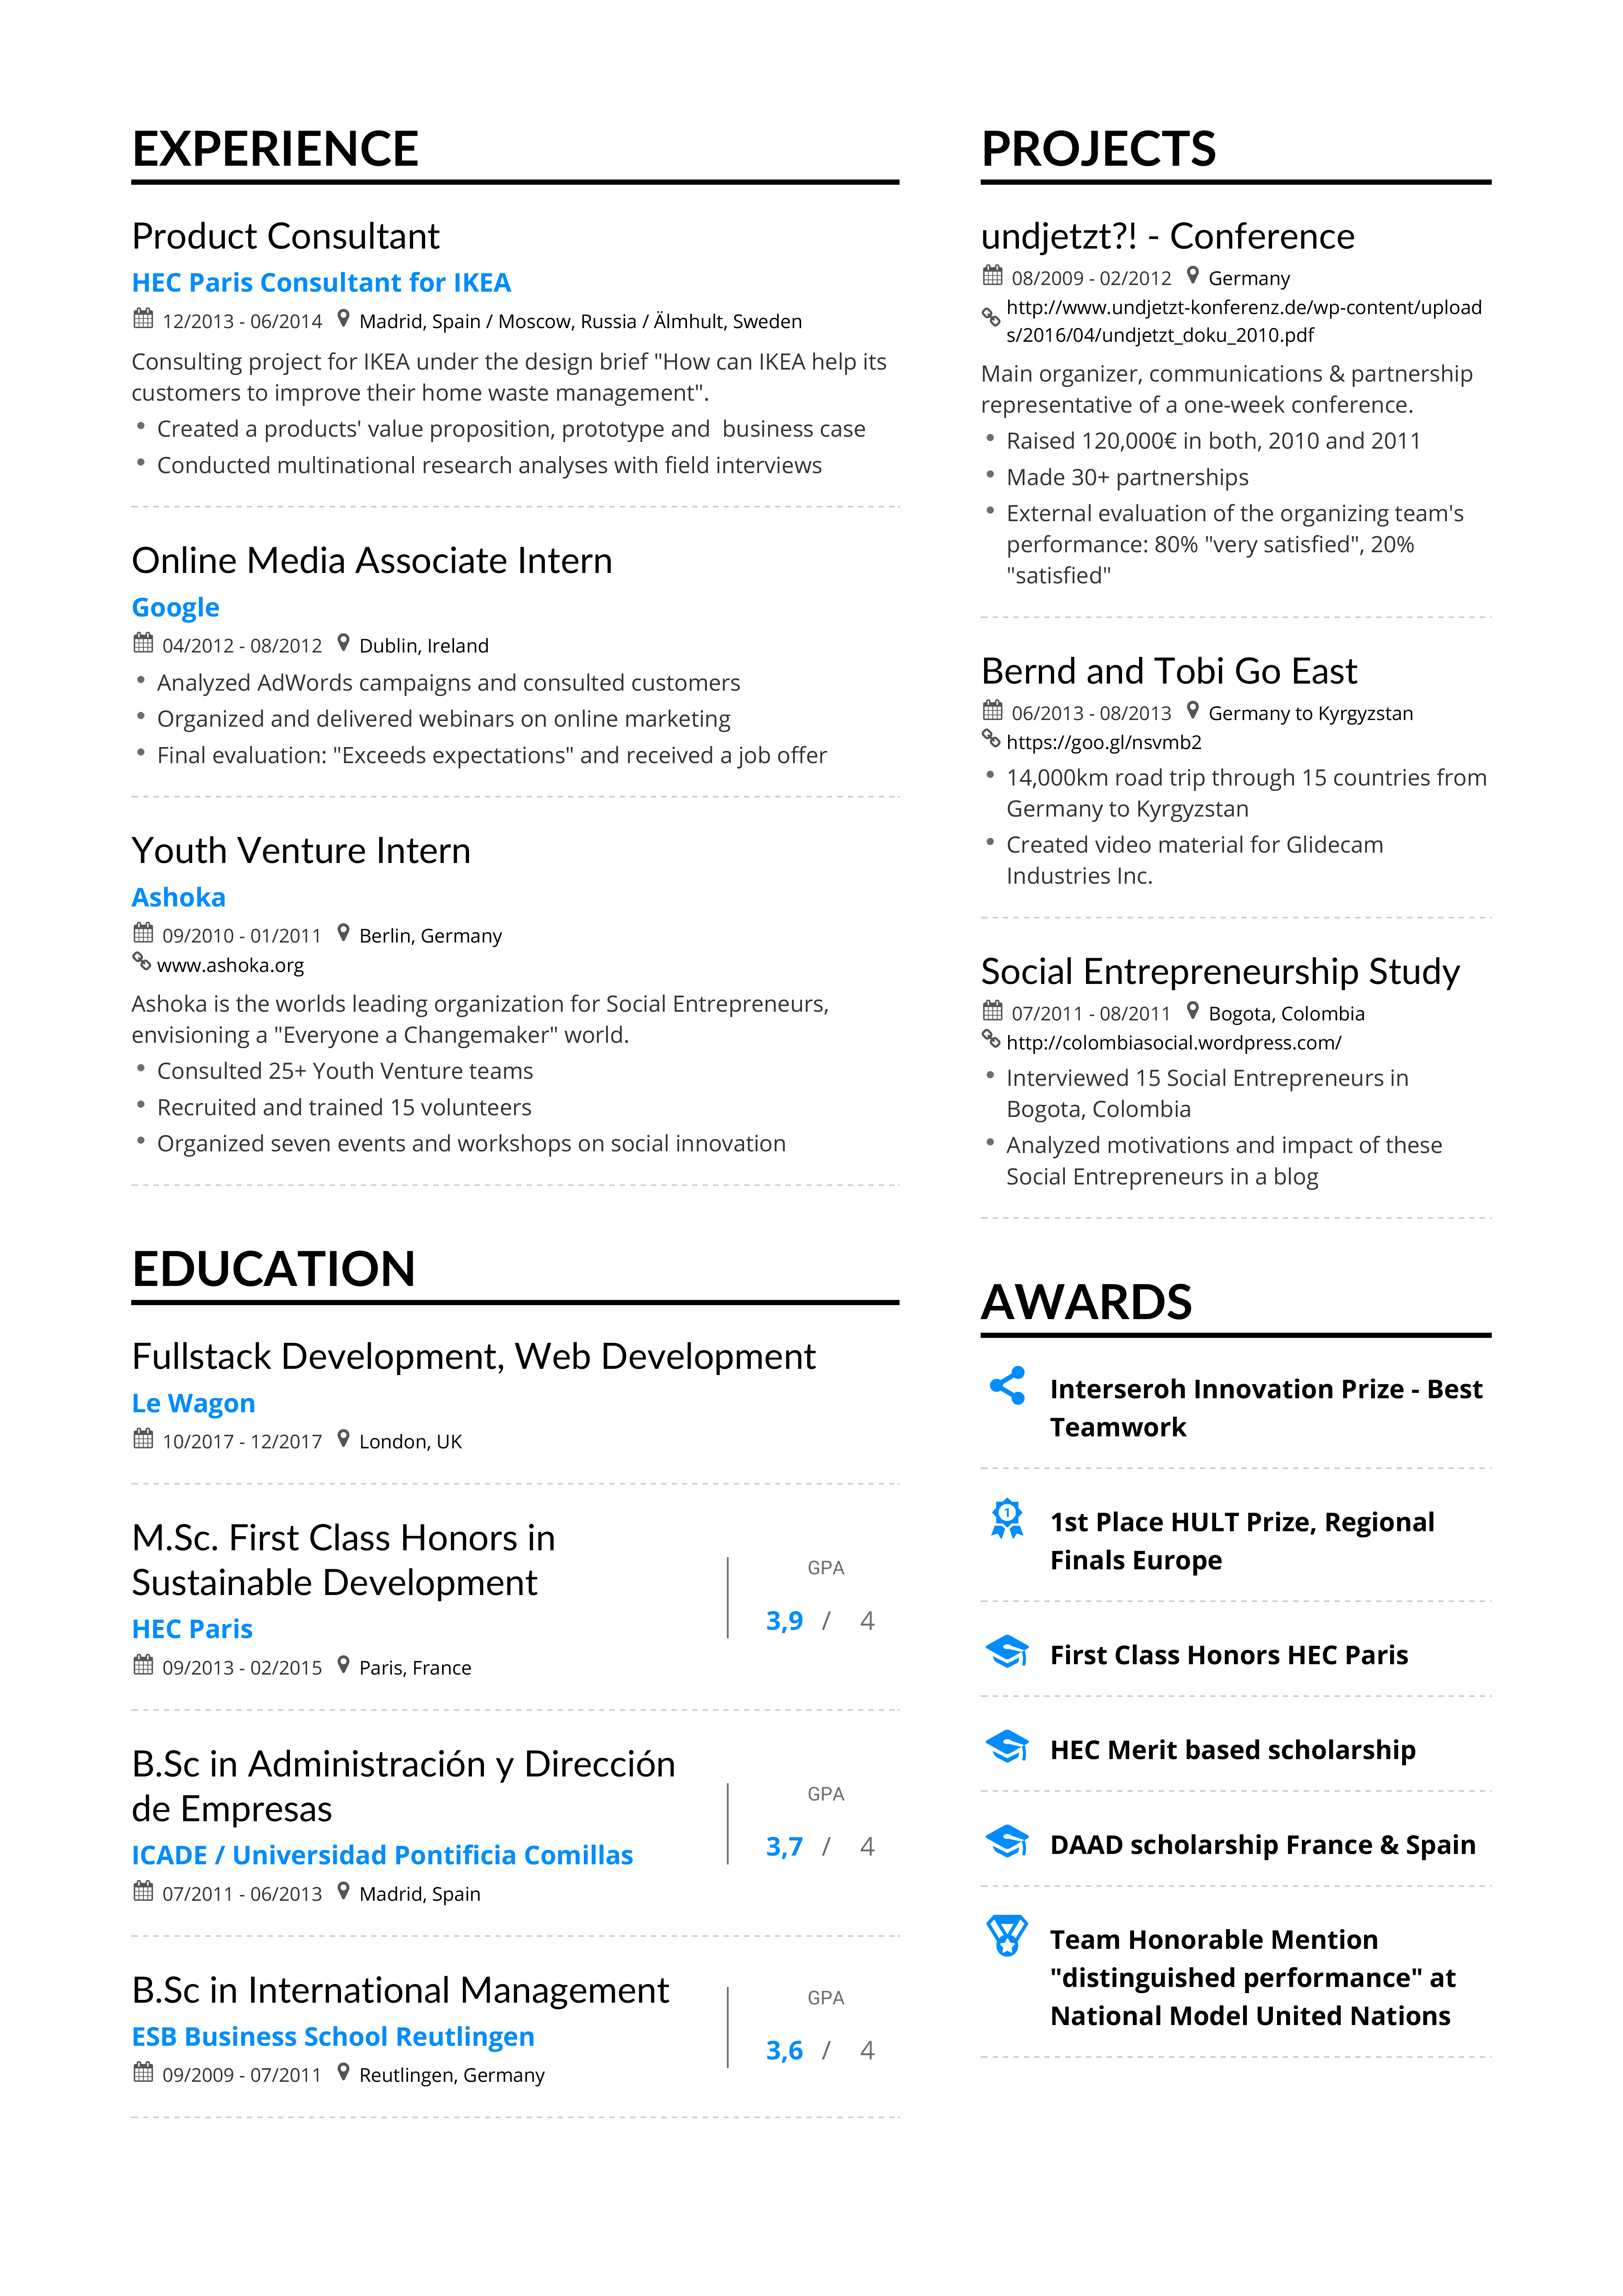 EXPERIENCE
Product Consultant
HEC Paris Consultant for IKEA
12/2013 - 06/2014 Madrid, Spain / Moscow, Russia / Älmhult, Sweden
Consulting project for IKEA under the design brief "How can IKEA help its
customers to improve their home waste management".
• Created a products' value proposition, prototype and  business case
• Conducted multinational research analyses with field interviews
Online Media Associate Intern
Google
04/2012 - 08/2012 Dublin, Ireland
• Analyzed AdWords campaigns and consulted customers
• Organized and delivered webinars on online marketing
• Final evaluation: "Exceeds expectations" and received a job offer
Youth Venture Intern
Ashoka
09/2010 - 01/2011 Berlin, Germany
www.ashoka.org
Ashoka is the worlds leading organization for Social Entrepreneurs,
envisioning a "Everyone a Changemaker" world.
• Consulted 25+ Youth Venture teams
• Recruited and trained 15 volunteers
• Organized seven events and workshops on social innovation
EDUCATION
Fullstack Development, Web Development
Le Wagon
10/2017 - 12/2017 London, UK
M.Sc. First Class Honors in
Sustainable Development
HEC Paris
09/2013 - 02/2015 Paris, France
GPA
3,9 / 4
B.Sc in Administración y Dirección
de Empresas
ICADE / Universidad Pontificia Comillas
07/2011 - 06/2013 Madrid, Spain
GPA
3,7 / 4
B.Sc in International Management
ESB Business School Reutlingen
09/2009 - 07/2011 Reutlingen, Germany
GPA
3,6 / 4
PROJECTS
undjetzt?! - Conference
08/2009 - 02/2012 Germany
http://www.undjetzt-konferenz.de/wp-content/upload
s/2016/04/undjetzt_doku_2010.pdf
Main organizer, communications & partnership
representative of a one-week conference.
• Raised 120,000€ in both, 2010 and 2011
• Made 30+ partnerships
• External evaluation of the organizing team's
performance: 80% "very satisfied", 20%
"satisfied"
Bernd and Tobi Go East
06/2013 - 08/2013 Germany to Kyrgyzstan
https://goo.gl/nsvmb2
• 14,000km road trip through 15 countries from
Germany to Kyrgyzstan
• Created video material for Glidecam
Industries Inc.
Social Entrepreneurship Study
07/2011 - 08/2011 Bogota, Colombia
http://colombiasocial.wordpress.com/
• Interviewed 15 Social Entrepreneurs in
Bogota, Colombia
• Analyzed motivations and impact of these
Social Entrepreneurs in a blog
AWARDS
Interseroh Innovation Prize - Best
Teamwork
1
1st Place HULT Prize, Regional
Finals Europe
First Class Honors HEC Paris
HEC Merit based scholarship
DAAD scholarship France & Spain
Team Honorable Mention
"distinguished performance" at
National Model United Nations